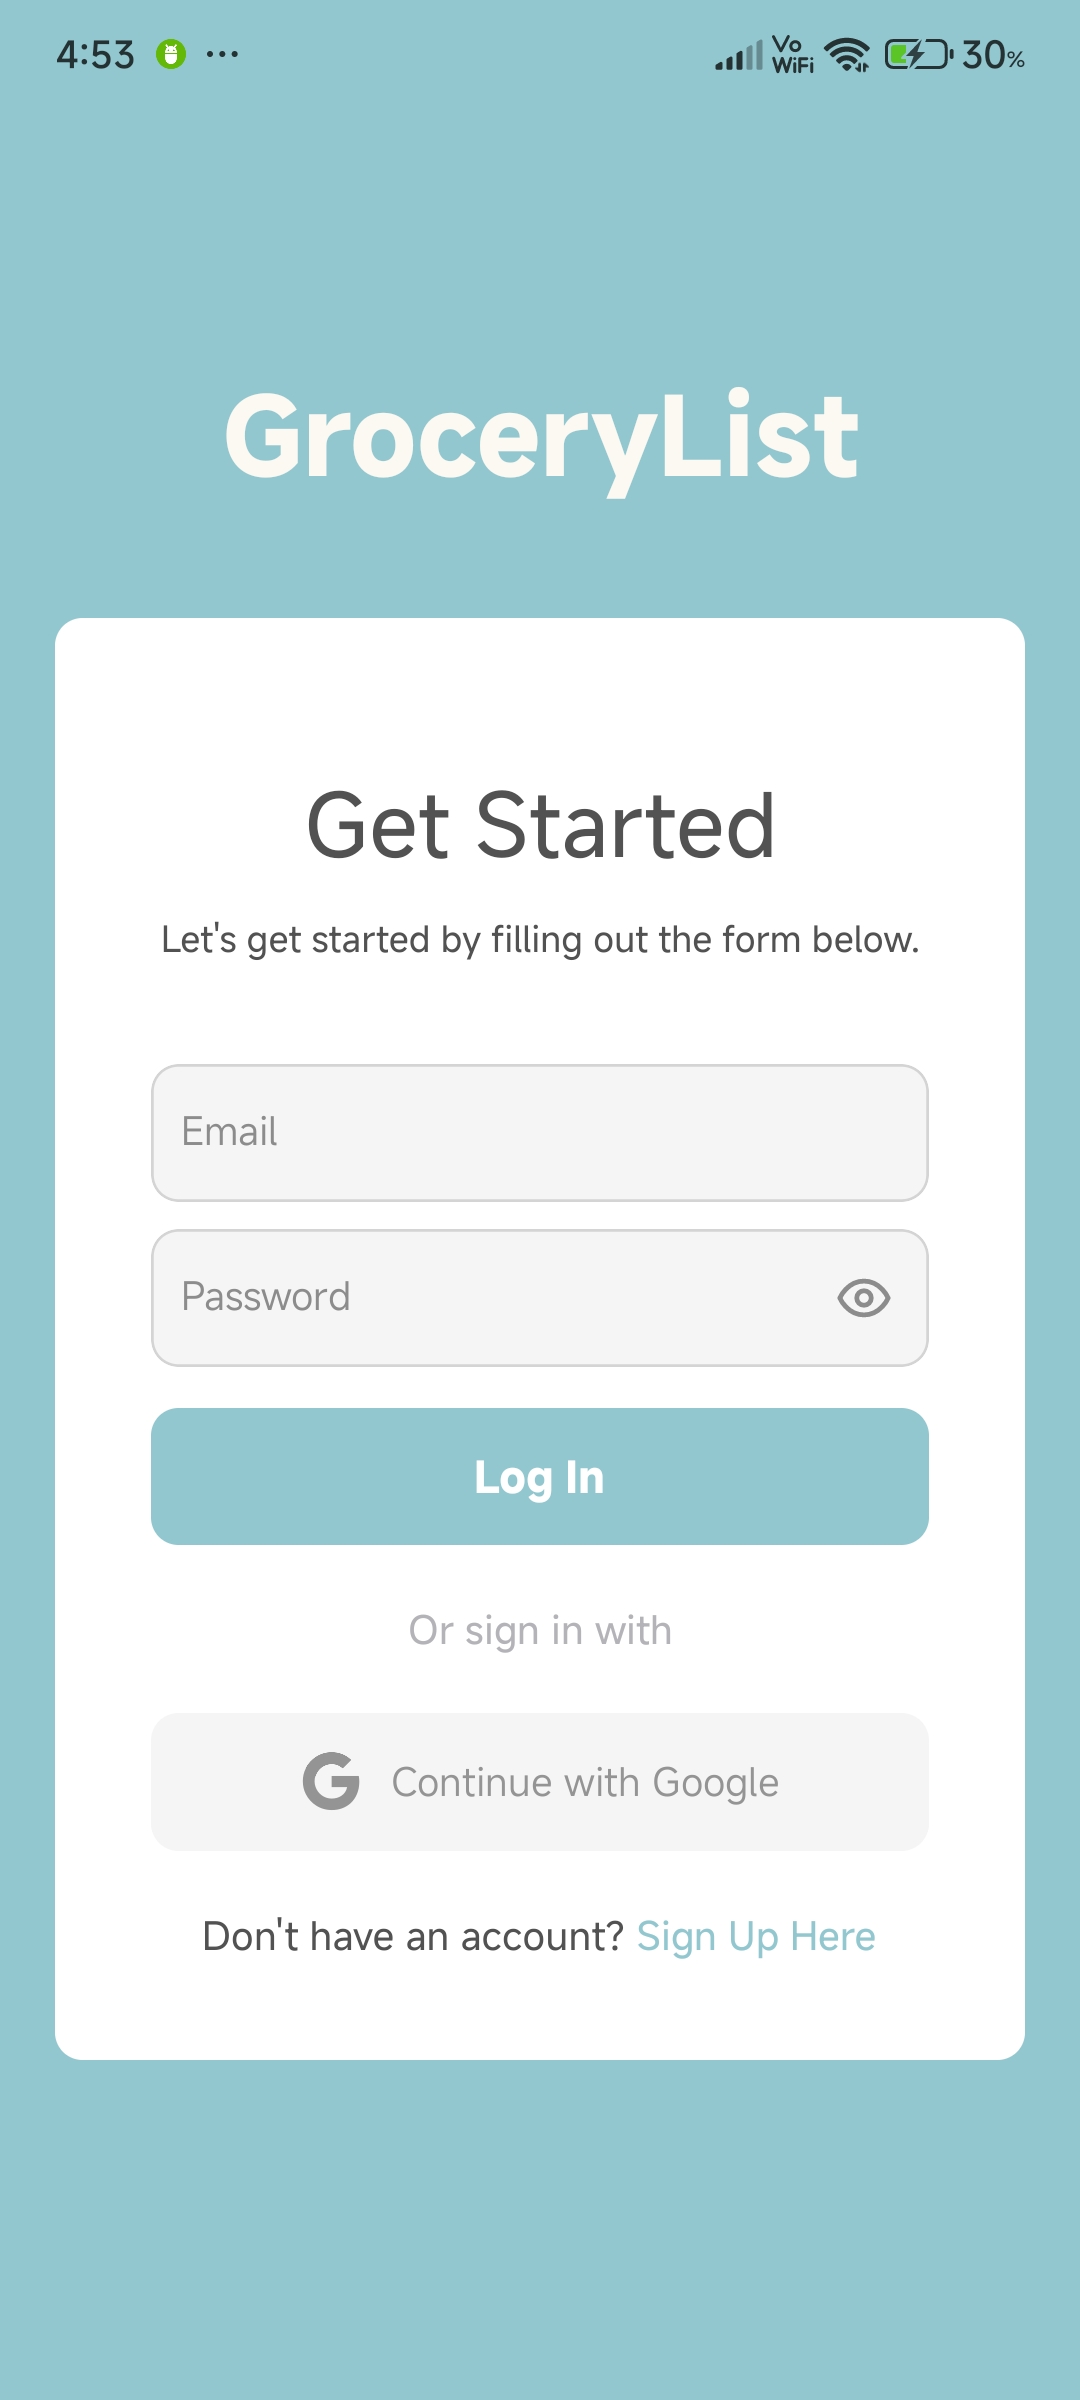 4:53 ... Vo WiFi 30%
GroceryList
Get Started
Let's get started by filling out the form below.
Email
Password
Log In
Or sign in with
G Continue with Google
Don't have an account? Sign Up Here